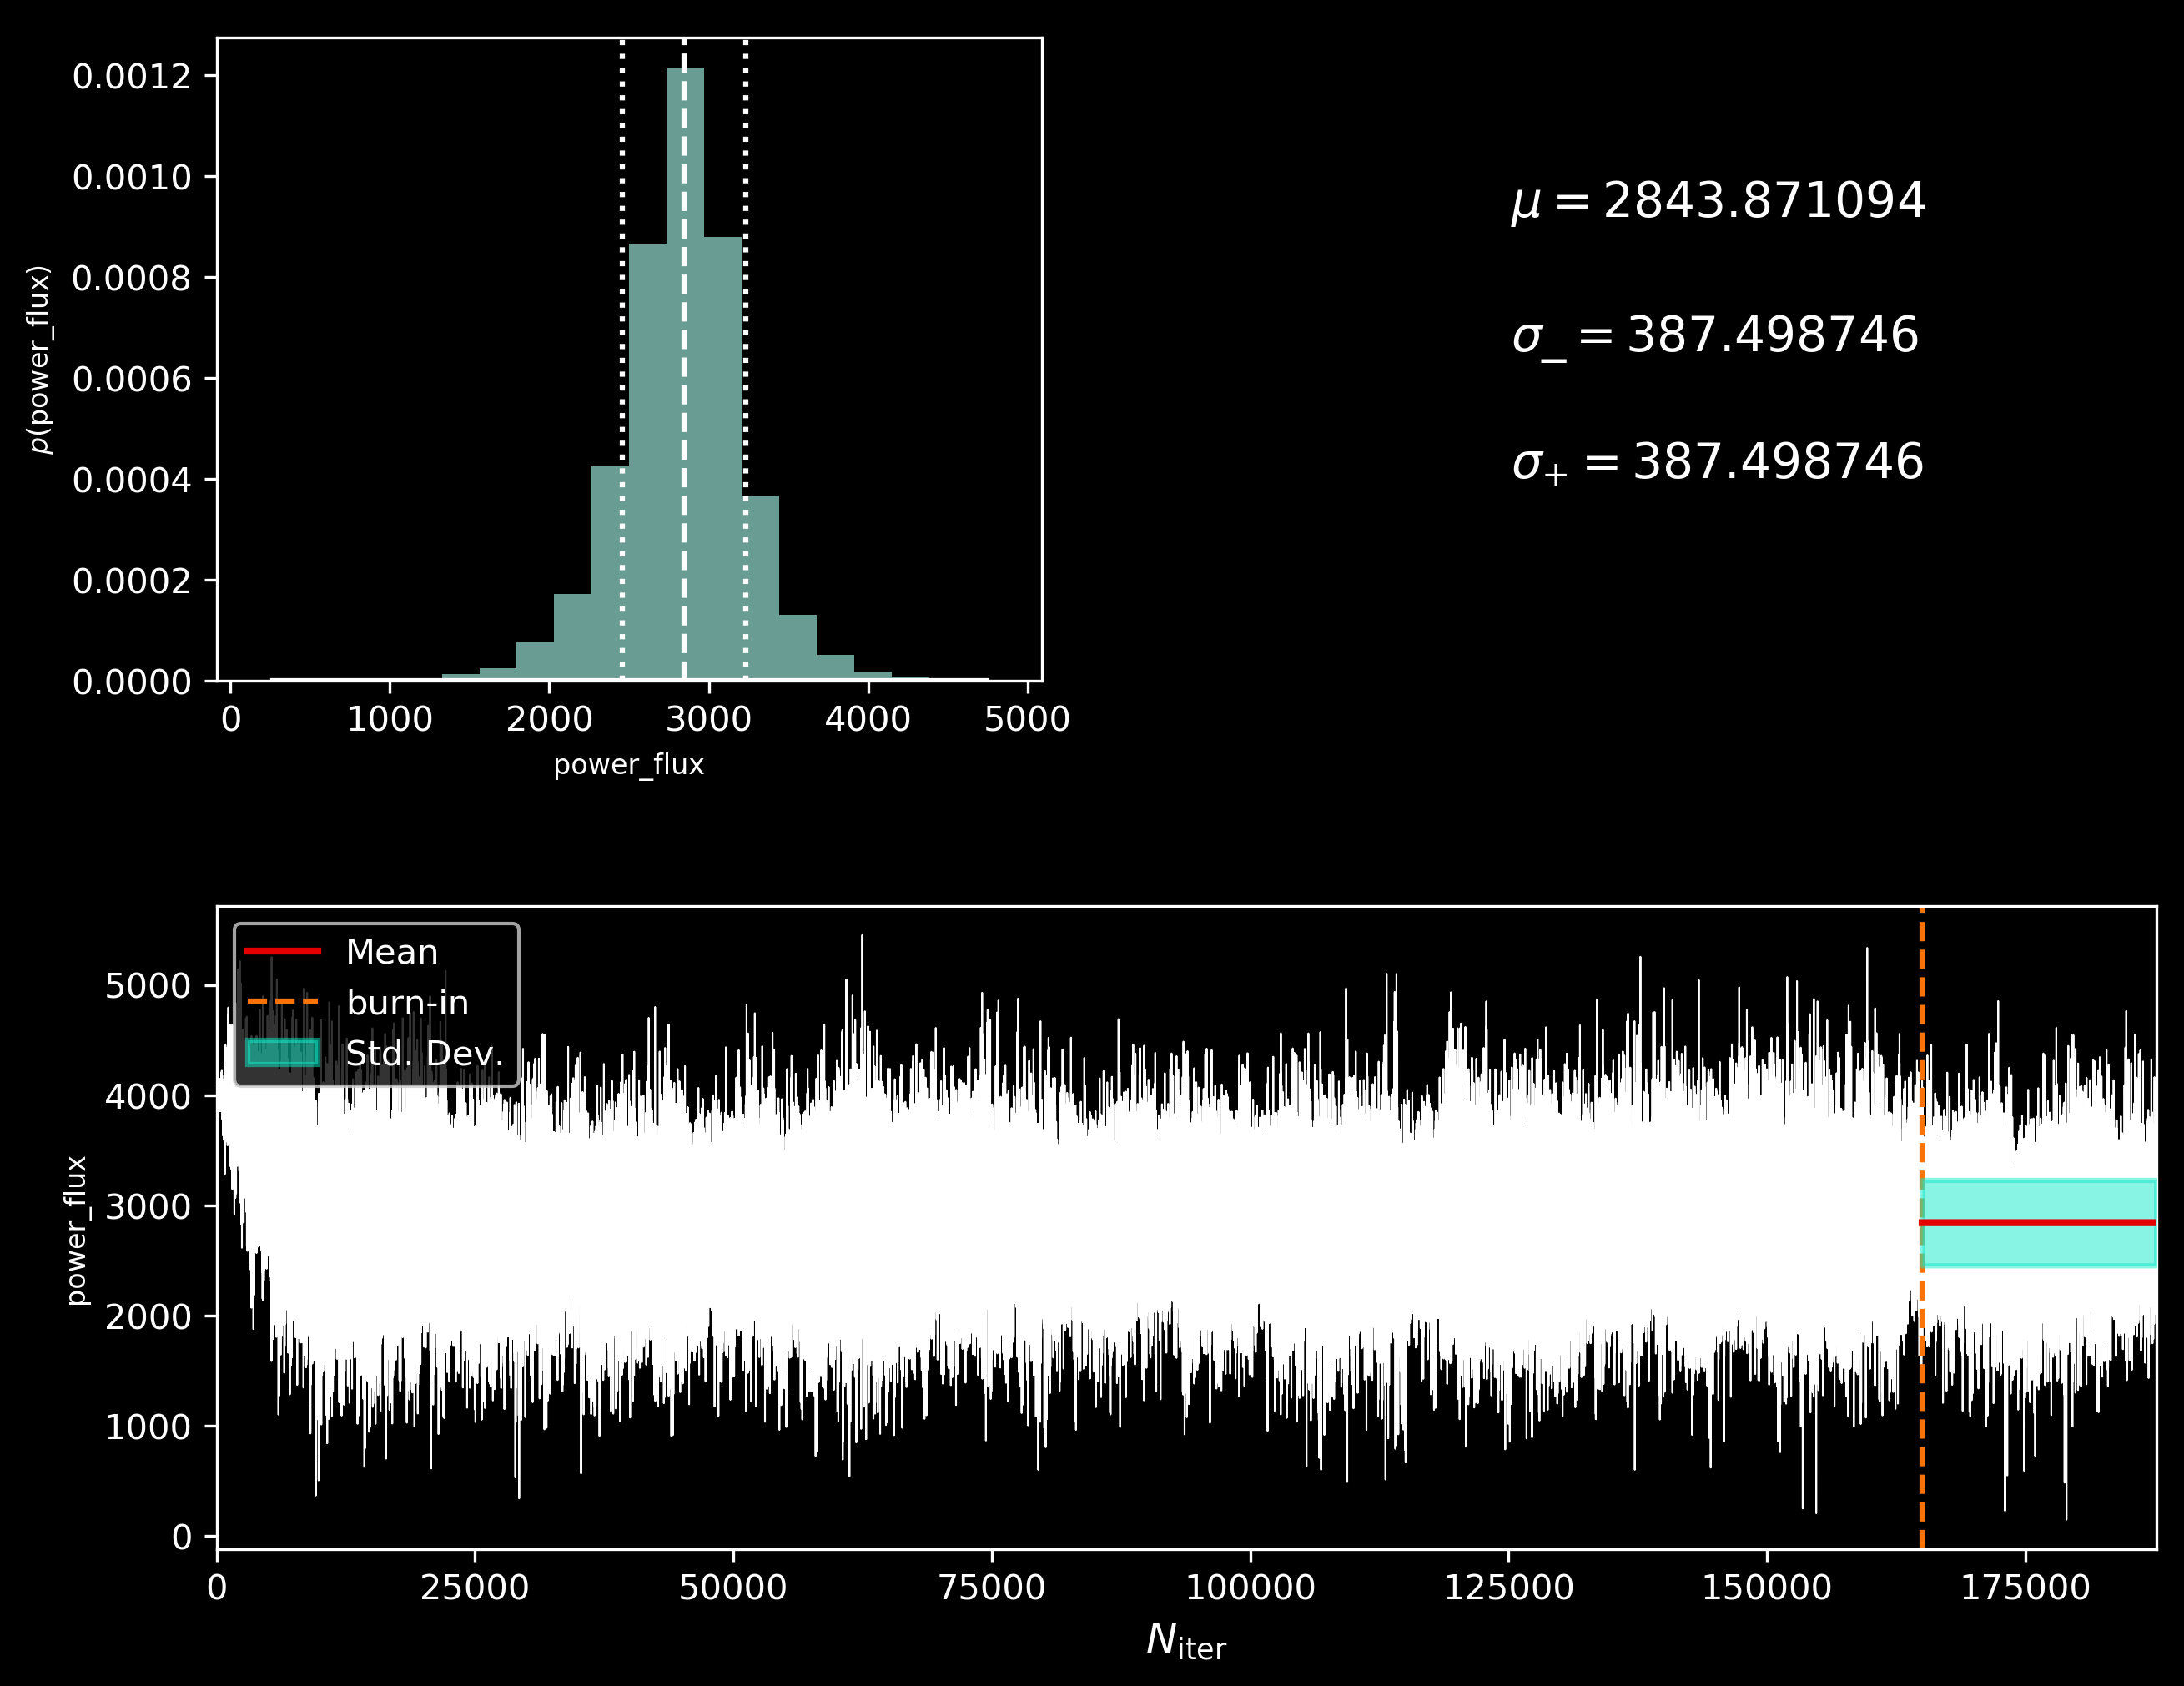 0.0012
0.0010
0.0008
0.0006
0.0004
0.0002
0.0000
p(power_flux)
0 1000 2000 3000 4000 5000
power_flux
μ = 2843.871094
σ_ = 387.498746
σ+ = 387.498746
Mean
burn-in
Std. Dev.
5000
4000
3000
2000
1000
0
power_flux
0 25000 50000 75000 100000 125000 150000 175000
Niter